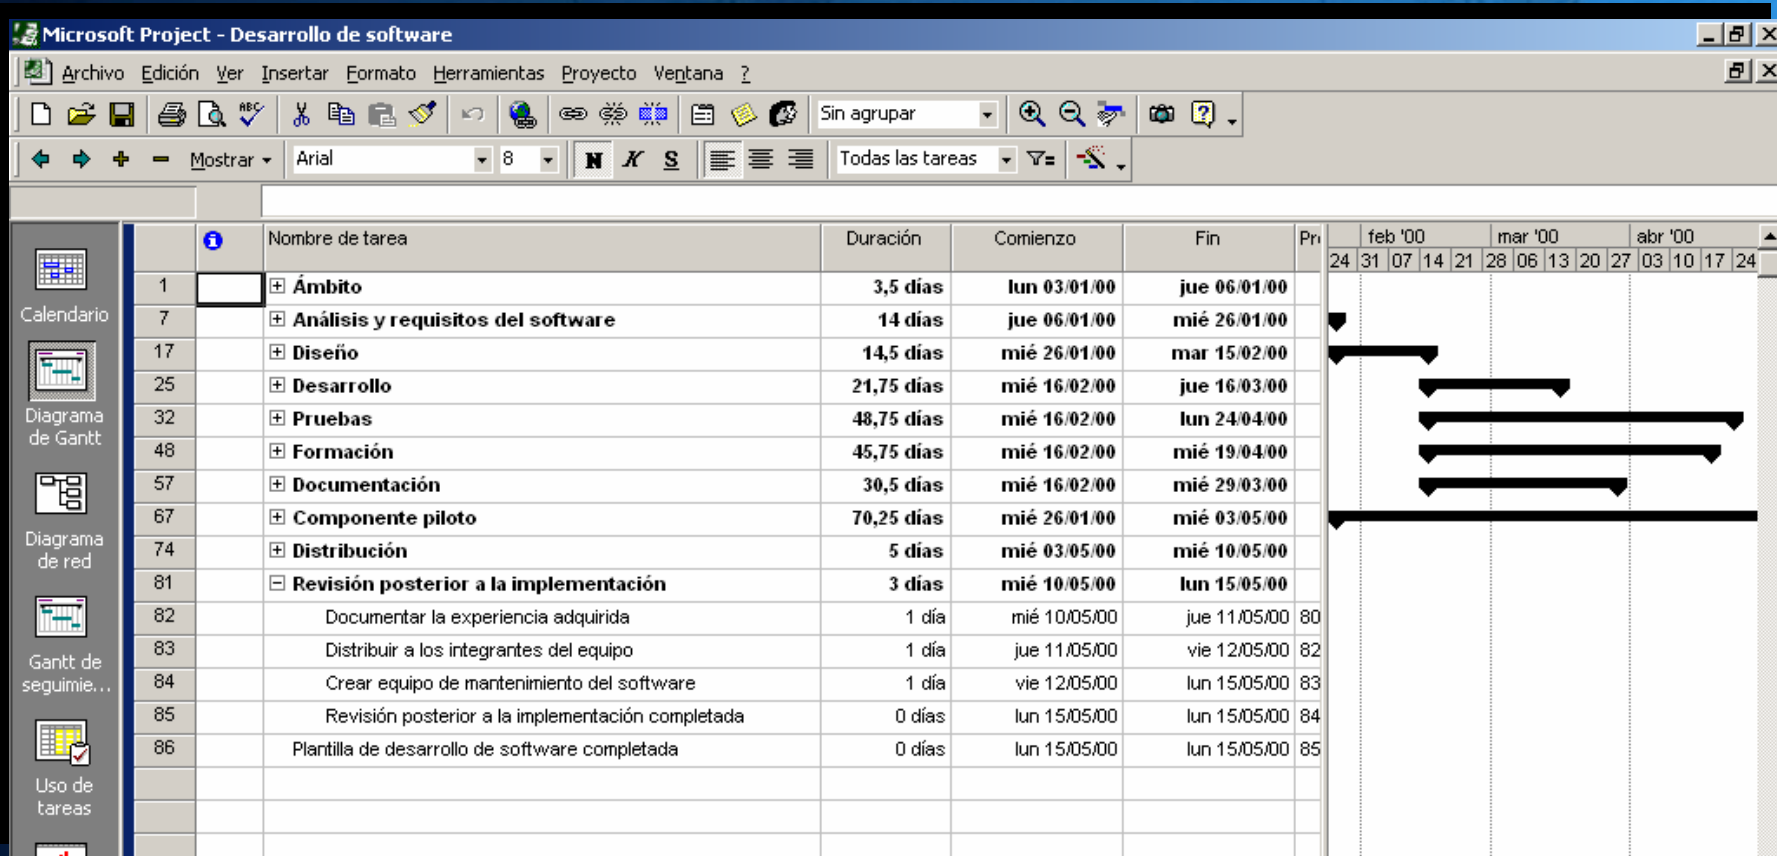 Microsoft Project - Desarrollo de software
Archivo Edición Ver Insertar Formato Herramientas Proyecto Ventana ?
ABC Sin agrupar
Mostrar Arial 8 N K S Todas las tareas
Nombre de tarea Duración Comienzo Fin feb '00 mar '00 abr '00
24 31 07 14 21 28 06 13 20 27 03 10 17 24
1 Ámbito 3,5 días lun 03/01/00 jue 06/01/00
7 Análisis y requisitos del software 14 días jue 06/01/00 mié 26/01/00
17 Diseño 14,5 días mié 26/01/00 mar 15/02/00
25 Desarrollo 21,75 días mié 16/02/00 jue 16/03/00
32 Pruebas 48,75 días mié 16/02/00 lun 24/04/00
48 Formación 45,75 días mié 16/02/00 mié 19/04/00
57 Documentación 30,5 días mié 16/02/00 mié 29/03/00
67 Componente piloto 70,25 días mié 26/01/00 mié 03/05/00
74 Distribución 5 días mié 03/05/00 mié 10/05/00
81 Revisión posterior a la implementación 3 días mié 10/05/00 lun 15/05/00
82 Documentar la experiencia adquirida 1 día mié 10/05/00 jue 11/05/00 80
83 Distribuir a los integrantes del equipo 1 día jue 11/05/00 vie 12/05/00 82
84 Crear equipo de mantenimiento del software 1 día vie 12/05/00 lun 15/05/00 83
85 Revisión posterior a la implementación completada 0 días lun 15/05/00 lun 15/05/00 84
86 Plantilla de desarrollo de software completada 0 días lun 15/05/00 lun 15/05/00 85
Calendario
Diagrama
de Gantt
Diagrama
de red
Gantt de
seguimie...
Uso de
tareas